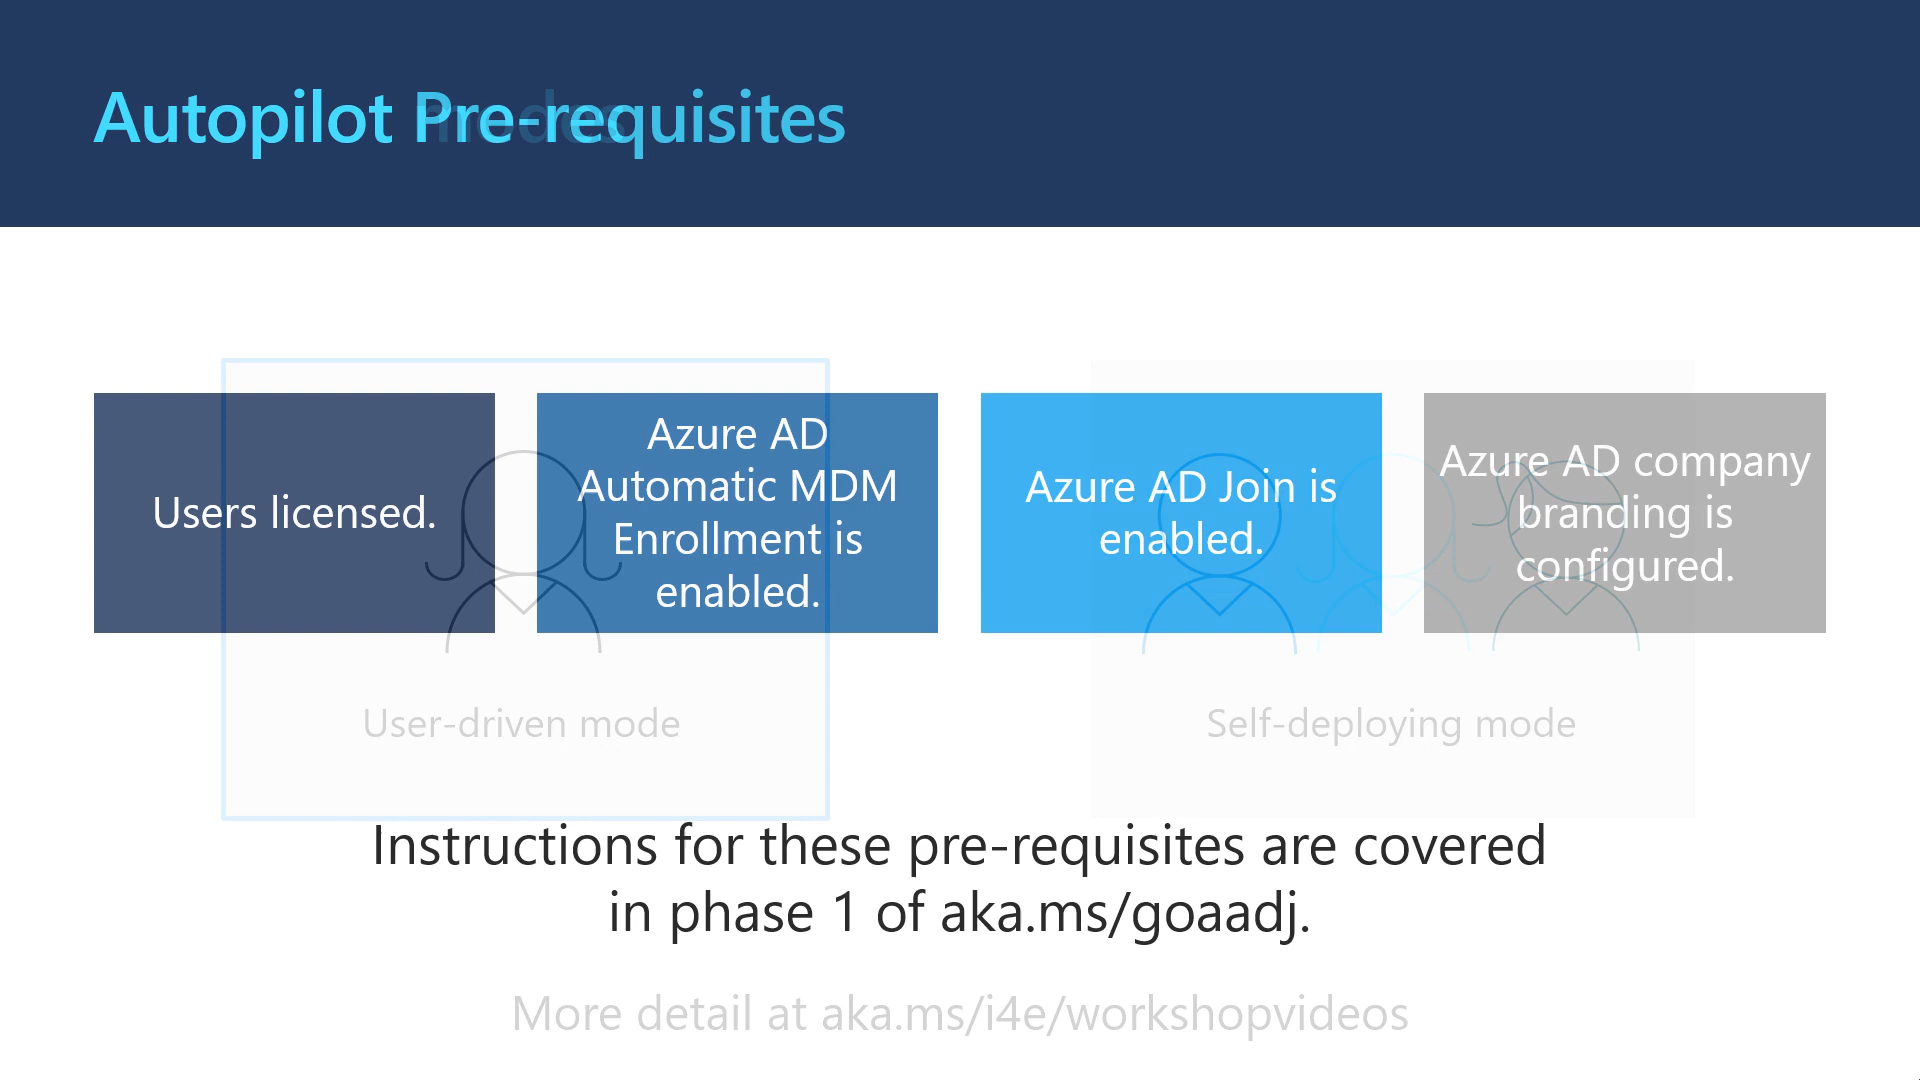 Autopilot Pre-requisites
modes
Users licensed.
Azure AD
Automatic MDM
Enrollment is
enabled.
Azure AD Join is
enabled.
Azure AD company
branding is
configured.
User-driven mode
Self-deploying mode
Instructions for these pre-requisites are covered
in phase 1 of aka.ms/goaadj.
More detail at aka.ms/i4e/workshopvideos